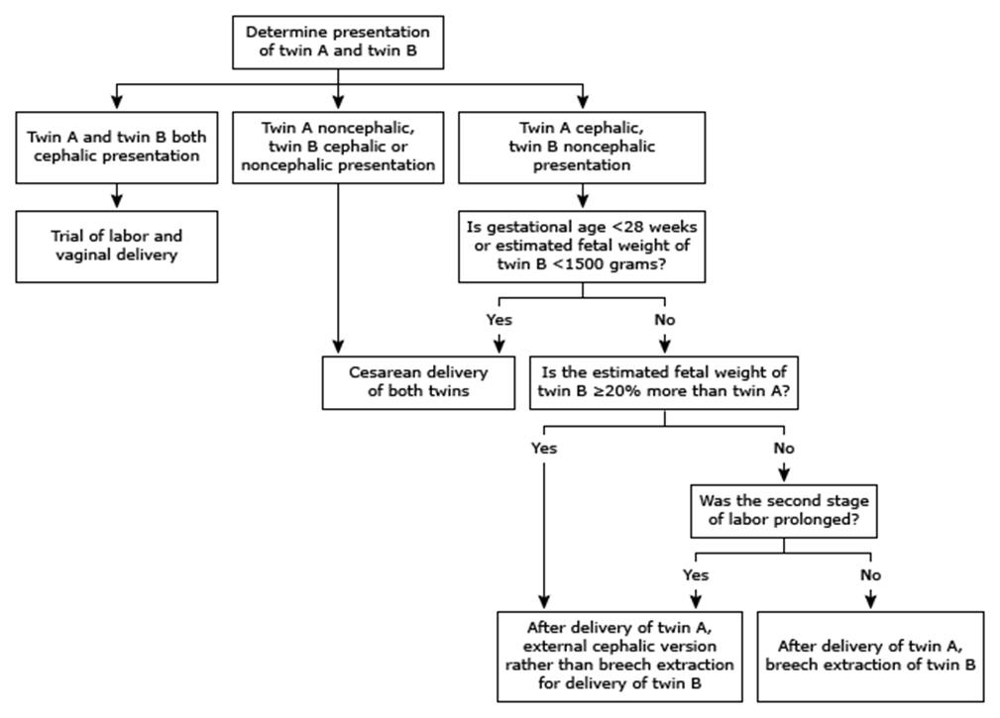 Determine presentation
of twin A and twin B
Twin A and twin B both
cephalic presentation
Twin A noncephalic,
twin B cephalic or
noncephalic presentation
Twin A cephalic,
twin B noncephalic
presentation
Trial of labor and
vaginal delivery
Is gestational age <28 weeks
or estimated fetal weight of
twin B <1500 grams?
Yes
No
Cesarean delivery
of both twins
Is the estimated fetal weight of
twin B ≥20% more than twin A?
Yes
No
Was the second stage
of labor prolonged?
Yes
No
After delivery of twin A,
external cephalic version
rather than breech extraction
for delivery of twin B
After delivery of twin A,
breech extraction of twin B